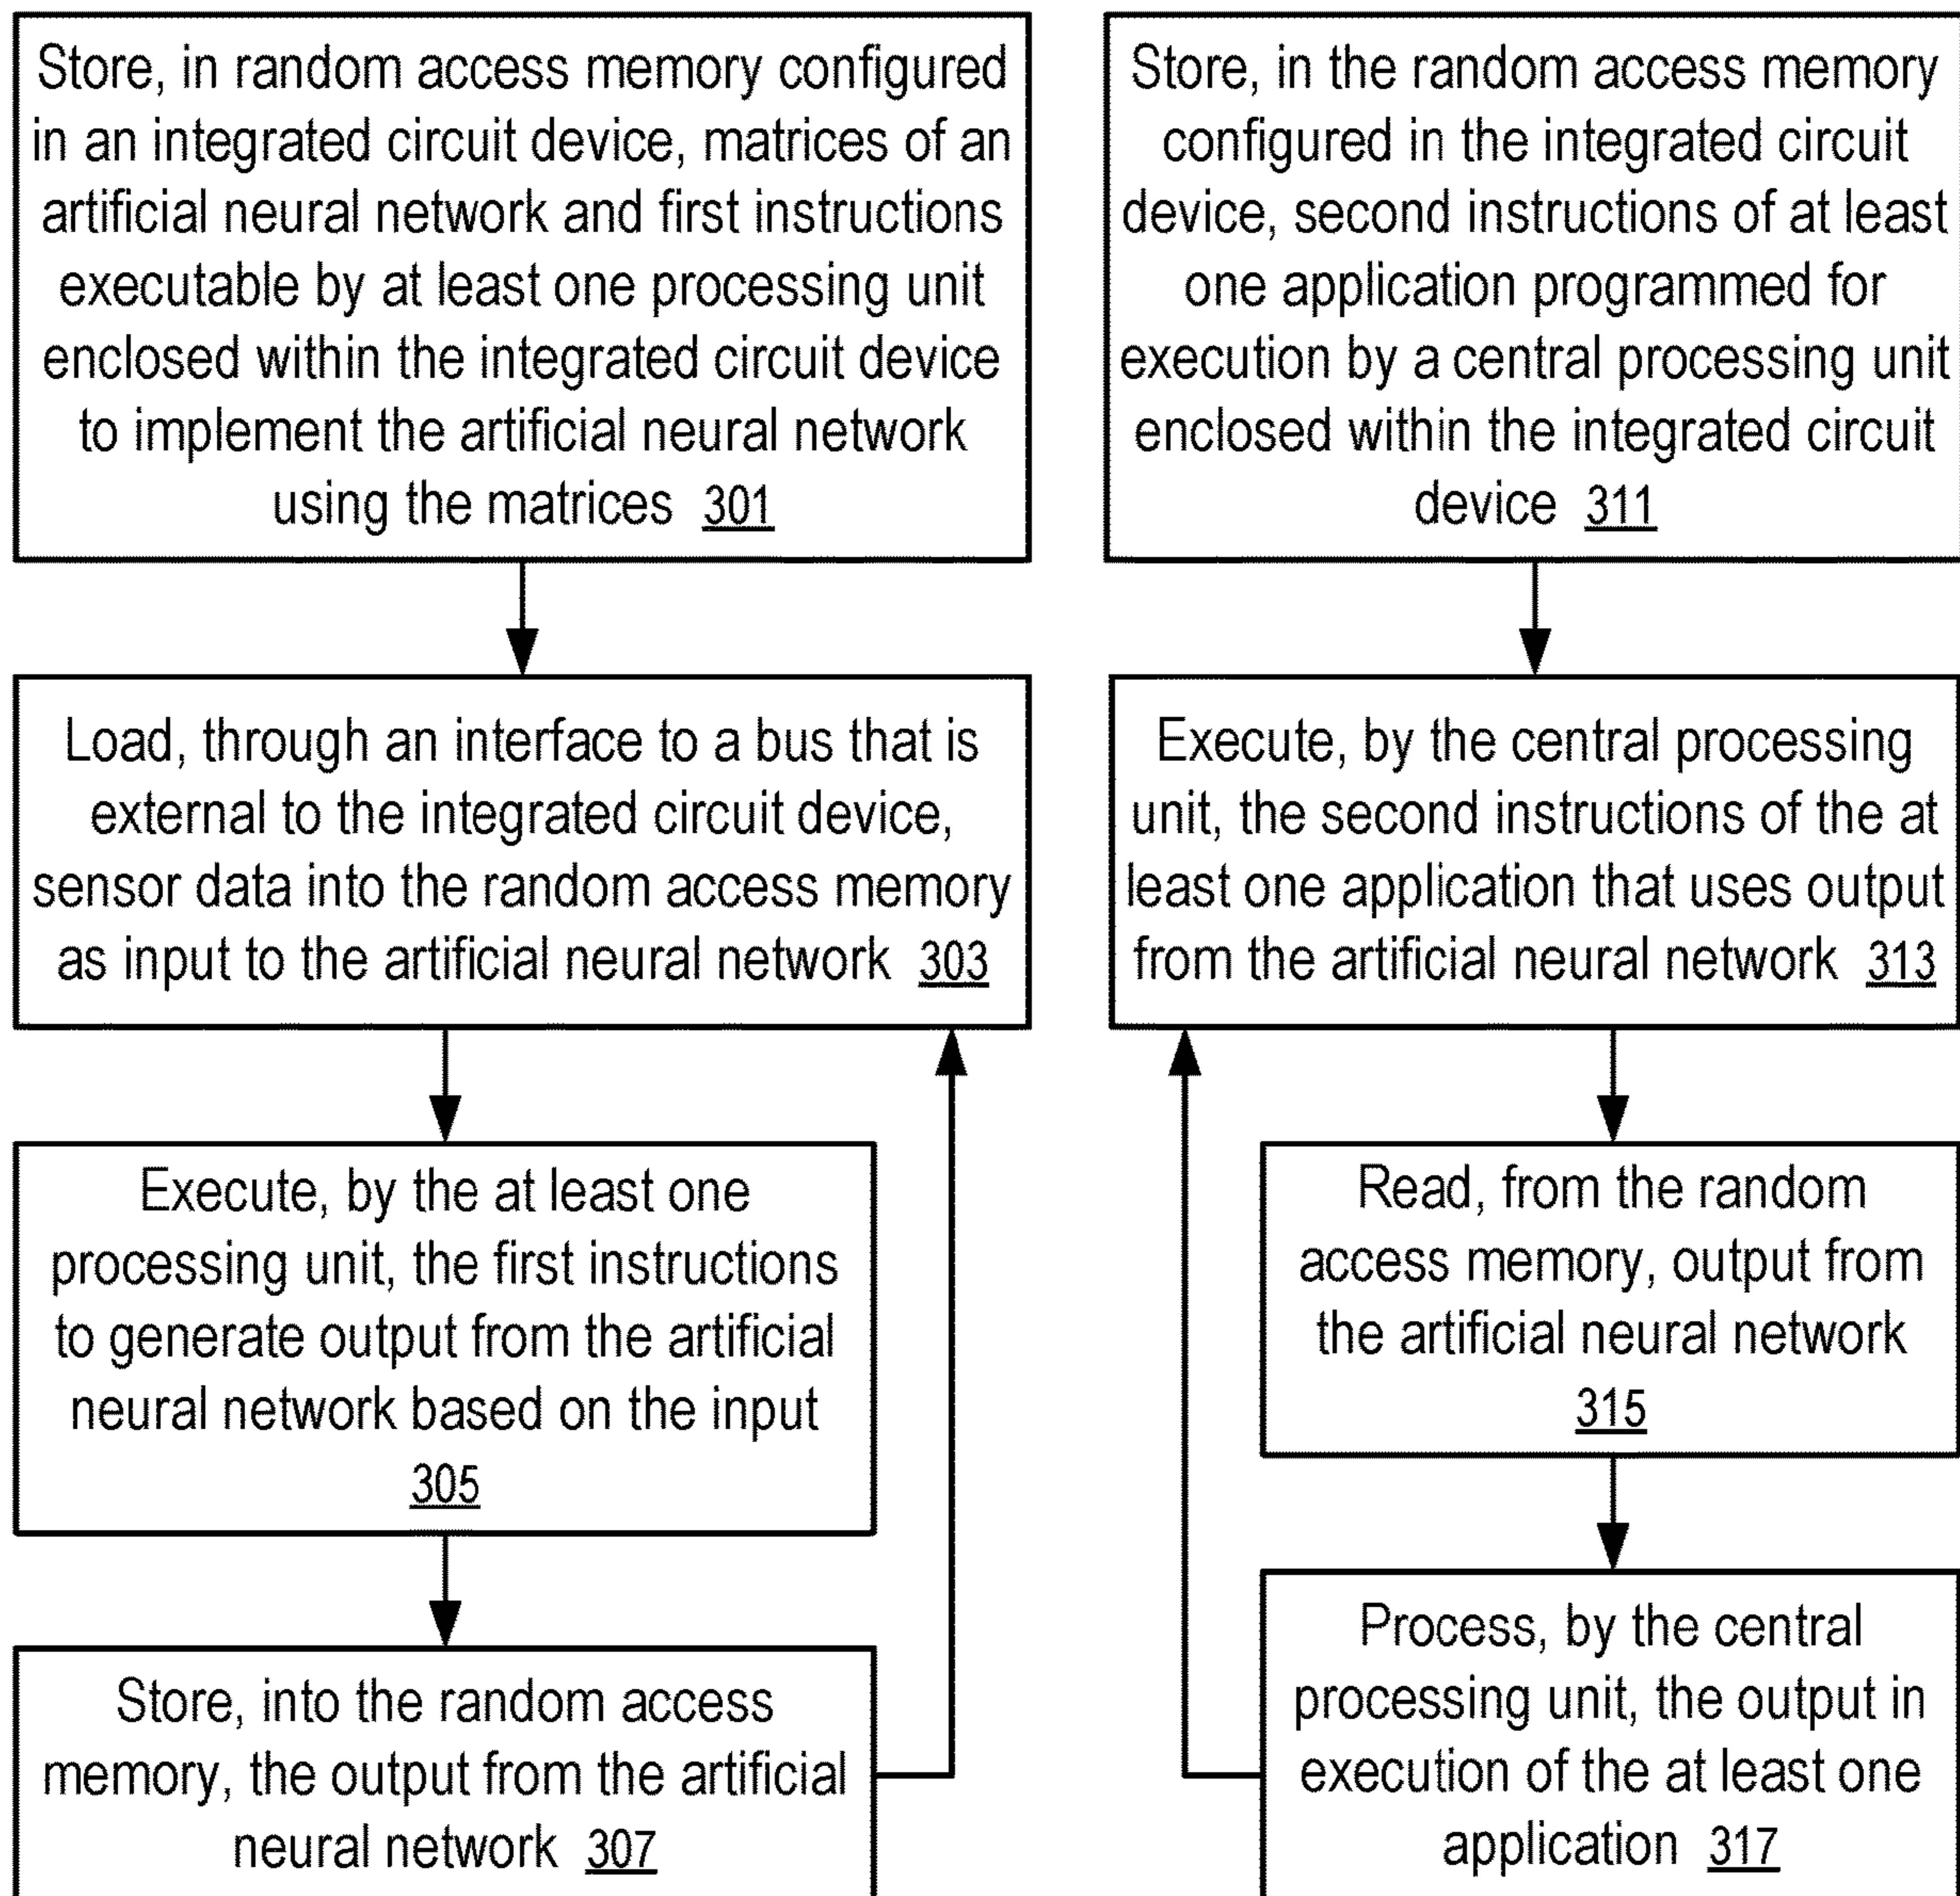 Store, in random access memory configured
in an integrated circuit device, matrices of an
artificial neural network and first instructions
executable by at least one processing unit
enclosed within the integrated circuit device
to implement the artificial neural network
using the matrices 301
Load, through an interface to a bus that is
external to the integrated circuit device,
sensor data into the random access memory
as input to the artificial neural network 303
Execute, by the at least one
processing unit, the first instructions
to generate output from the artificial
neural network based on the input
305
Store, into the random access
memory, the output from the artificial
neural network 307
Store, in the random access memory
configured in the integrated circuit
device, second instructions of at least
one application programmed for
execution by a central processing unit
enclosed within the integrated circuit
device 311
Execute, by the central processing
unit, the second instructions of the at
least one application that uses output
from the artificial neural network 313
Read, from the random
access memory, output from
the artificial neural network
315
Process, by the central
processing unit, the output in
execution of the at least one
application 317